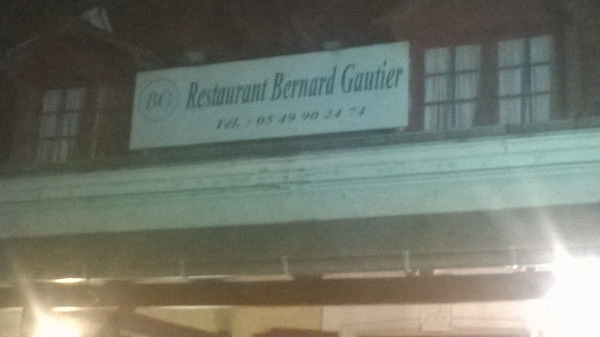 BG Restaurant Bernard Gautier
Tél. : 05 49 90 24 74